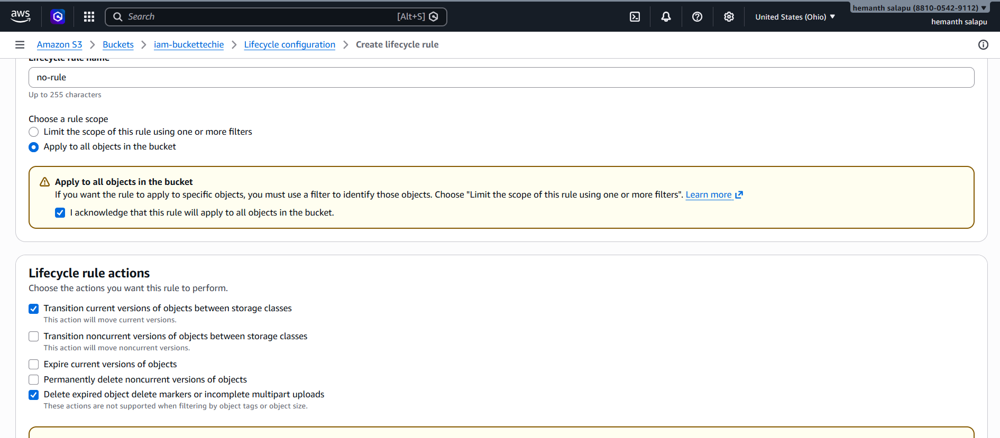 aws
Search [Alt+S]
United States (Ohio)
hemanth salapu (8810-0542-9112)
hemanth salapu
Amazon S3 Buckets iam-buckettechie Lifecycle configuration Create lifecycle rule
Lifecycle rule name
no-rule
Up to 255 characters
Choose a rule scope
Limit the scope of this rule using one or more filters
Apply to all objects in the bucket
Apply to all objects in the bucket
If you want the rule to apply to specific objects, you must use a filter to identify those objects. Choose "Limit the scope of this rule using one or more filters". Learn more
I acknowledge that this rule will apply to all objects in the bucket.
Lifecycle rule actions
Choose the actions you want this rule to perform.
Transition current versions of objects between storage classes
This action will move current versions.
Transition noncurrent versions of objects between storage classes
This action will move noncurrent versions.
Expire current versions of objects
Permanently delete noncurrent versions of objects
Delete expired object delete markers or incomplete multipart uploads
These actions are not supported when filtering by object tags or object size.